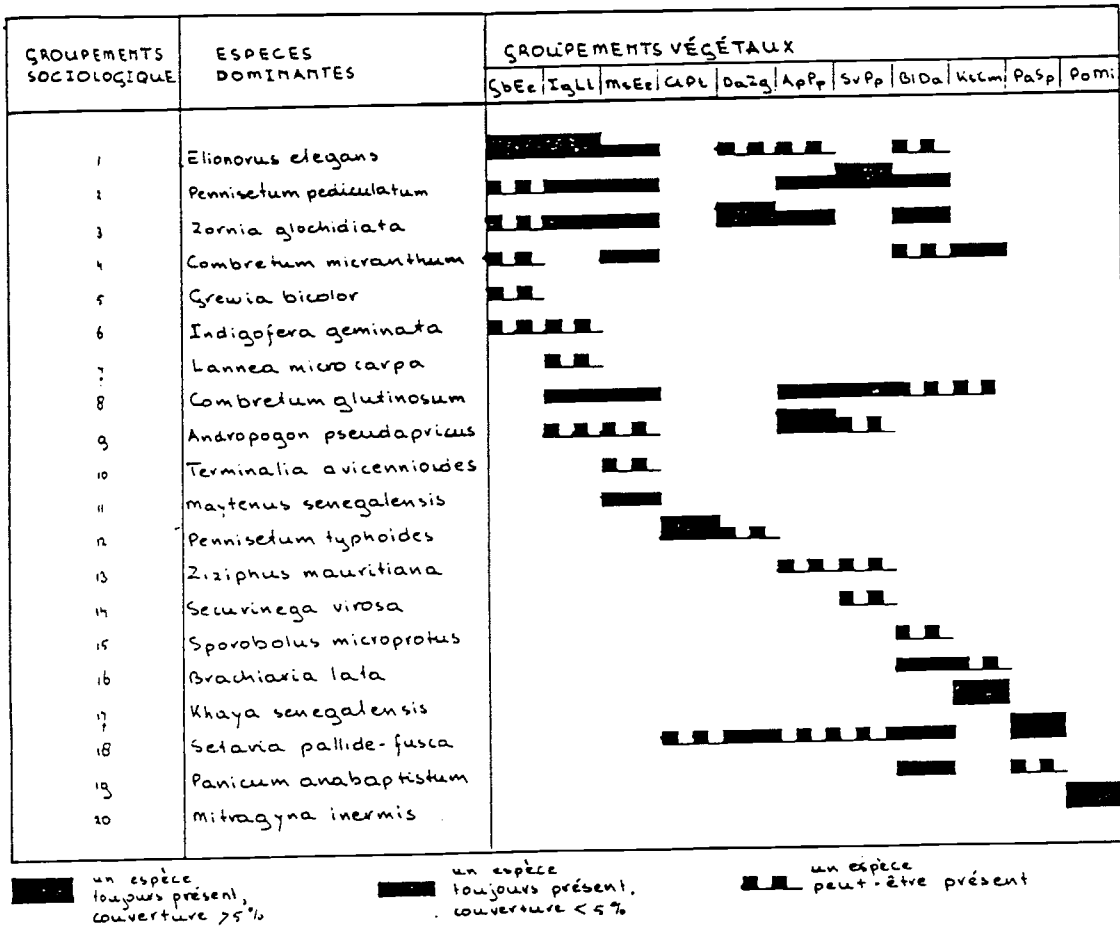 GROUPEMENTS
SOCIOLOGIQUE
ESPECES
DOMINANTES
GROUPEMENTS VÉGÉTAUX
GbEe IgLl MsEe CtPt DaZg ApPp SvPp BlDa KsCm PaSp PoMi
1 Elionorus elegans
2 Pennisetum pediculatum
3 Zornia glochidiata
4 Combretum micranthum
5 Grewia bicolor
6 Indigofera geminata
7 Lannea microcarpa
8 Combretum glutinosum
9 Andropogon pseudapricus
10 Terminalia avicennioides
11 Maytenus senegalensis
12 Pennisetum typhoides
13 Ziziphus mauritiana
14 Securinega virosa
15 Sporobolus microprotus
16 Brachiaria lata
17 Khaya senegalensis
18 Setaria pallide-fusca
19 Panicum anabaptistum
20 Mitragyna inermis
un espèce
toujours présent,
couverture >5%
un espèce
toujours présent,
couverture <5%
un espèce
peut-être présent